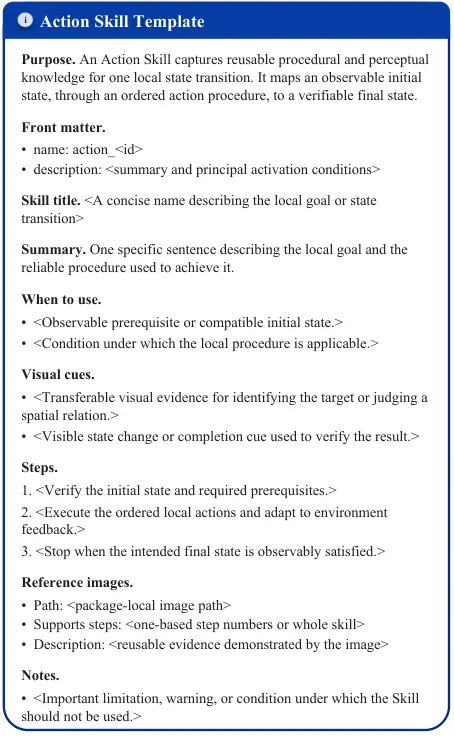 i Action Skill Template
Purpose. An Action Skill captures reusable procedural and perceptual
knowledge for one local state transition. It maps an observable initial
state, through an ordered action procedure, to a verifiable final state.
Front matter.
• name: action_<id>
• description: <summary and principal activation conditions>
Skill title. <A concise name describing the local goal or state
transition>
Summary. One specific sentence describing the local goal and the
reliable procedure used to achieve it.
When to use.
• <Observable prerequisite or compatible initial state.>
• <Condition under which the local procedure is applicable.>
Visual cues.
• <Transferable visual evidence for identifying the target or judging a
spatial relation.>
• <Visible state change or completion cue used to verify the result.>
Steps.
1. <Verify the initial state and required prerequisites.>
2. <Execute the ordered local actions and adapt to environment
feedback.>
3. <Stop when the intended final state is observably satisfied.>
Reference images.
• Path: <package-local image path>
• Supports steps: <one-based step numbers or whole skill>
• Description: <reusable evidence demonstrated by the image>
Notes.
• <Important limitation, warning, or condition under which the Skill
should not be used.>